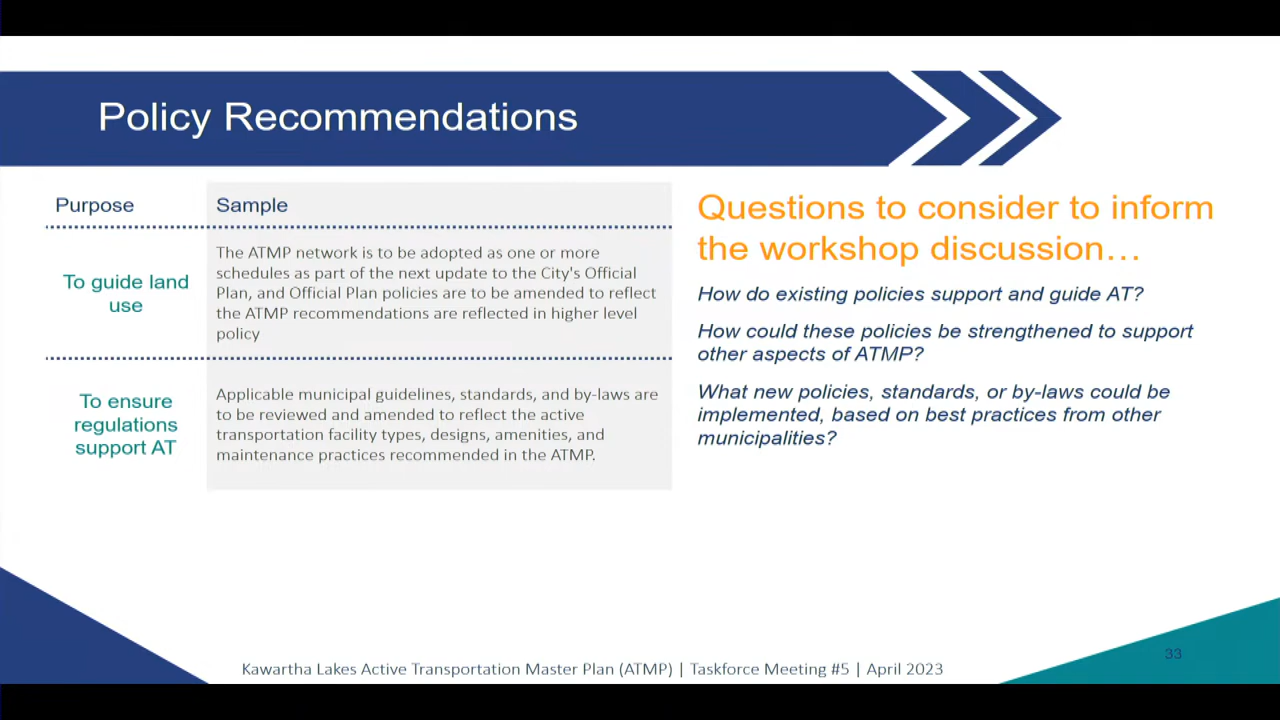 Policy Recommendations
Purpose
Sample
To guide land
use
The ATMP network is to be adopted as one or more
schedules as part of the next update to the City's Official
Plan, and Official Plan policies are to be amended to reflect
the ATMP recommendations are reflected in higher level
policy
To ensure
regulations
support AT
Applicable municipal guidelines, standards, and by-laws are
to be reviewed and amended to reflect the active
transportation facility types, designs, amenities, and
maintenance practices recommended in the ATMP.
Questions to consider to inform
the workshop discussion…
How do existing policies support and guide AT?
How could these policies be strengthened to support
other aspects of ATMP?
What new policies, standards, or by-laws could be
implemented, based on best practices from other
municipalities?
33
Kawartha Lakes Active Transportation Master Plan (ATMP) | Taskforce Meeting #5 | April 2023